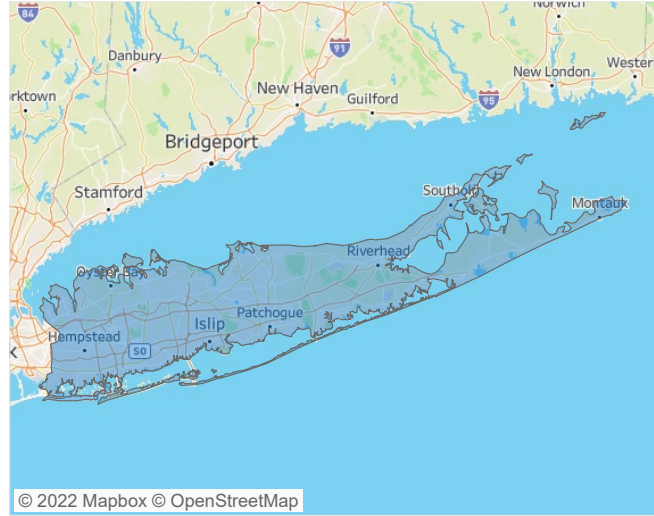 84
Norwich
Danbury
91
Wester
New London
rktown
New Haven
Guilford
95
Bridgeport
Stamford
Southold
Montauk
Riverhead
Oyster Bay
Patchogue
Islip
Hempstead
50
© 2022 Mapbox © OpenStreetMap